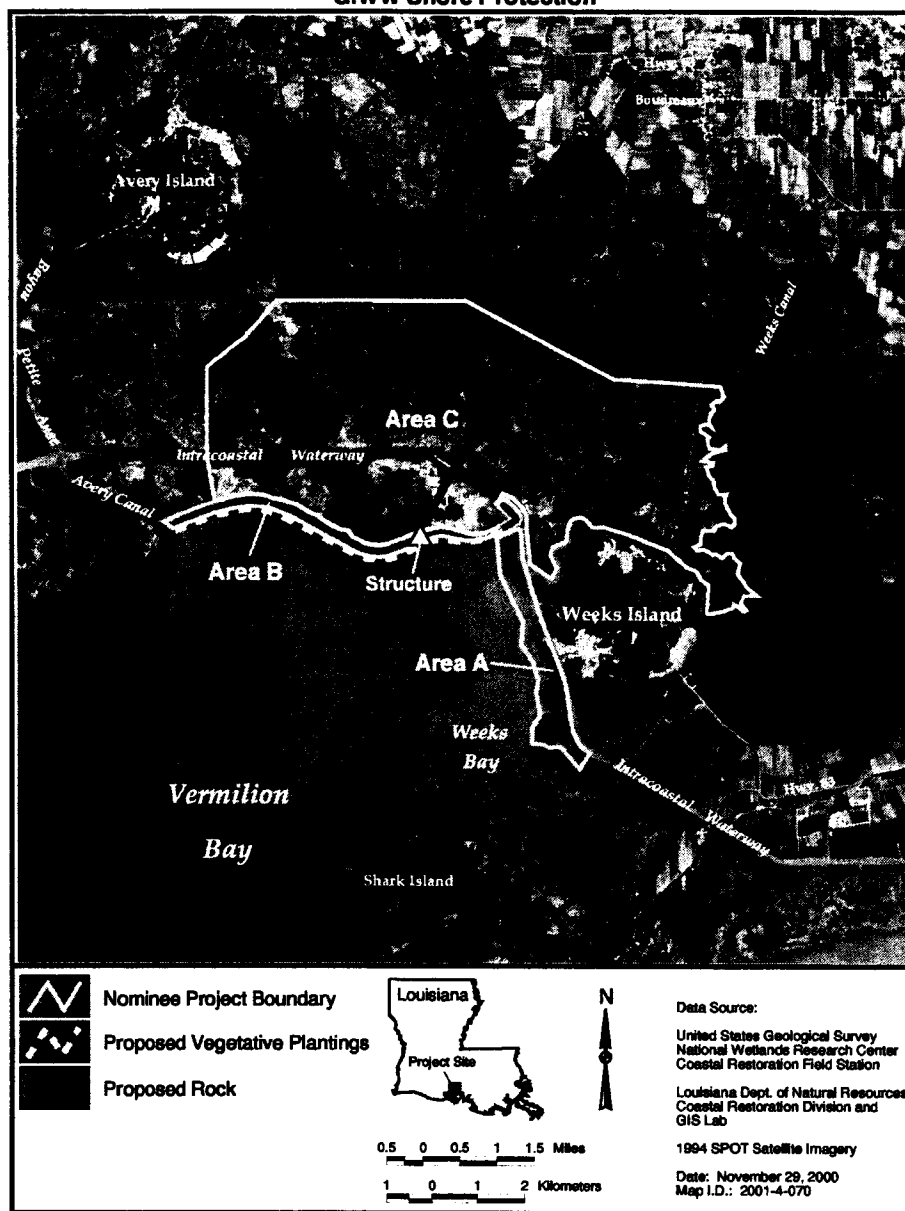 GIWW Shore Protection
Hwy. 90
Boudreaux
Avery Island
Bayou
Petite
Anse
Weeks Canal
Area C
Intracoastal Waterway
Avery Canal
Area B
Structure
Weeks Island
Area A
Weeks
Bay
Intracoastal Waterway
Hwy. 83
Vermilion
Bay
Shark Island
Nominee Project Boundary
Proposed Vegetative Plantings
Proposed Rock
Louisiana
Project Site
N
0.5 0 0.5 1 1.5 Miles
1 0 1 2 Kilometers
Data Source:
United States Geological Survey
National Wetlands Research Center
Coastal Restoration Field Station
Louisiana Dept. of Natural Resources
Coastal Restoration Division and
GIS Lab
1994 SPOT Satellite Imagery
Date: November 29, 2000
Map I.D.: 2001-4-070